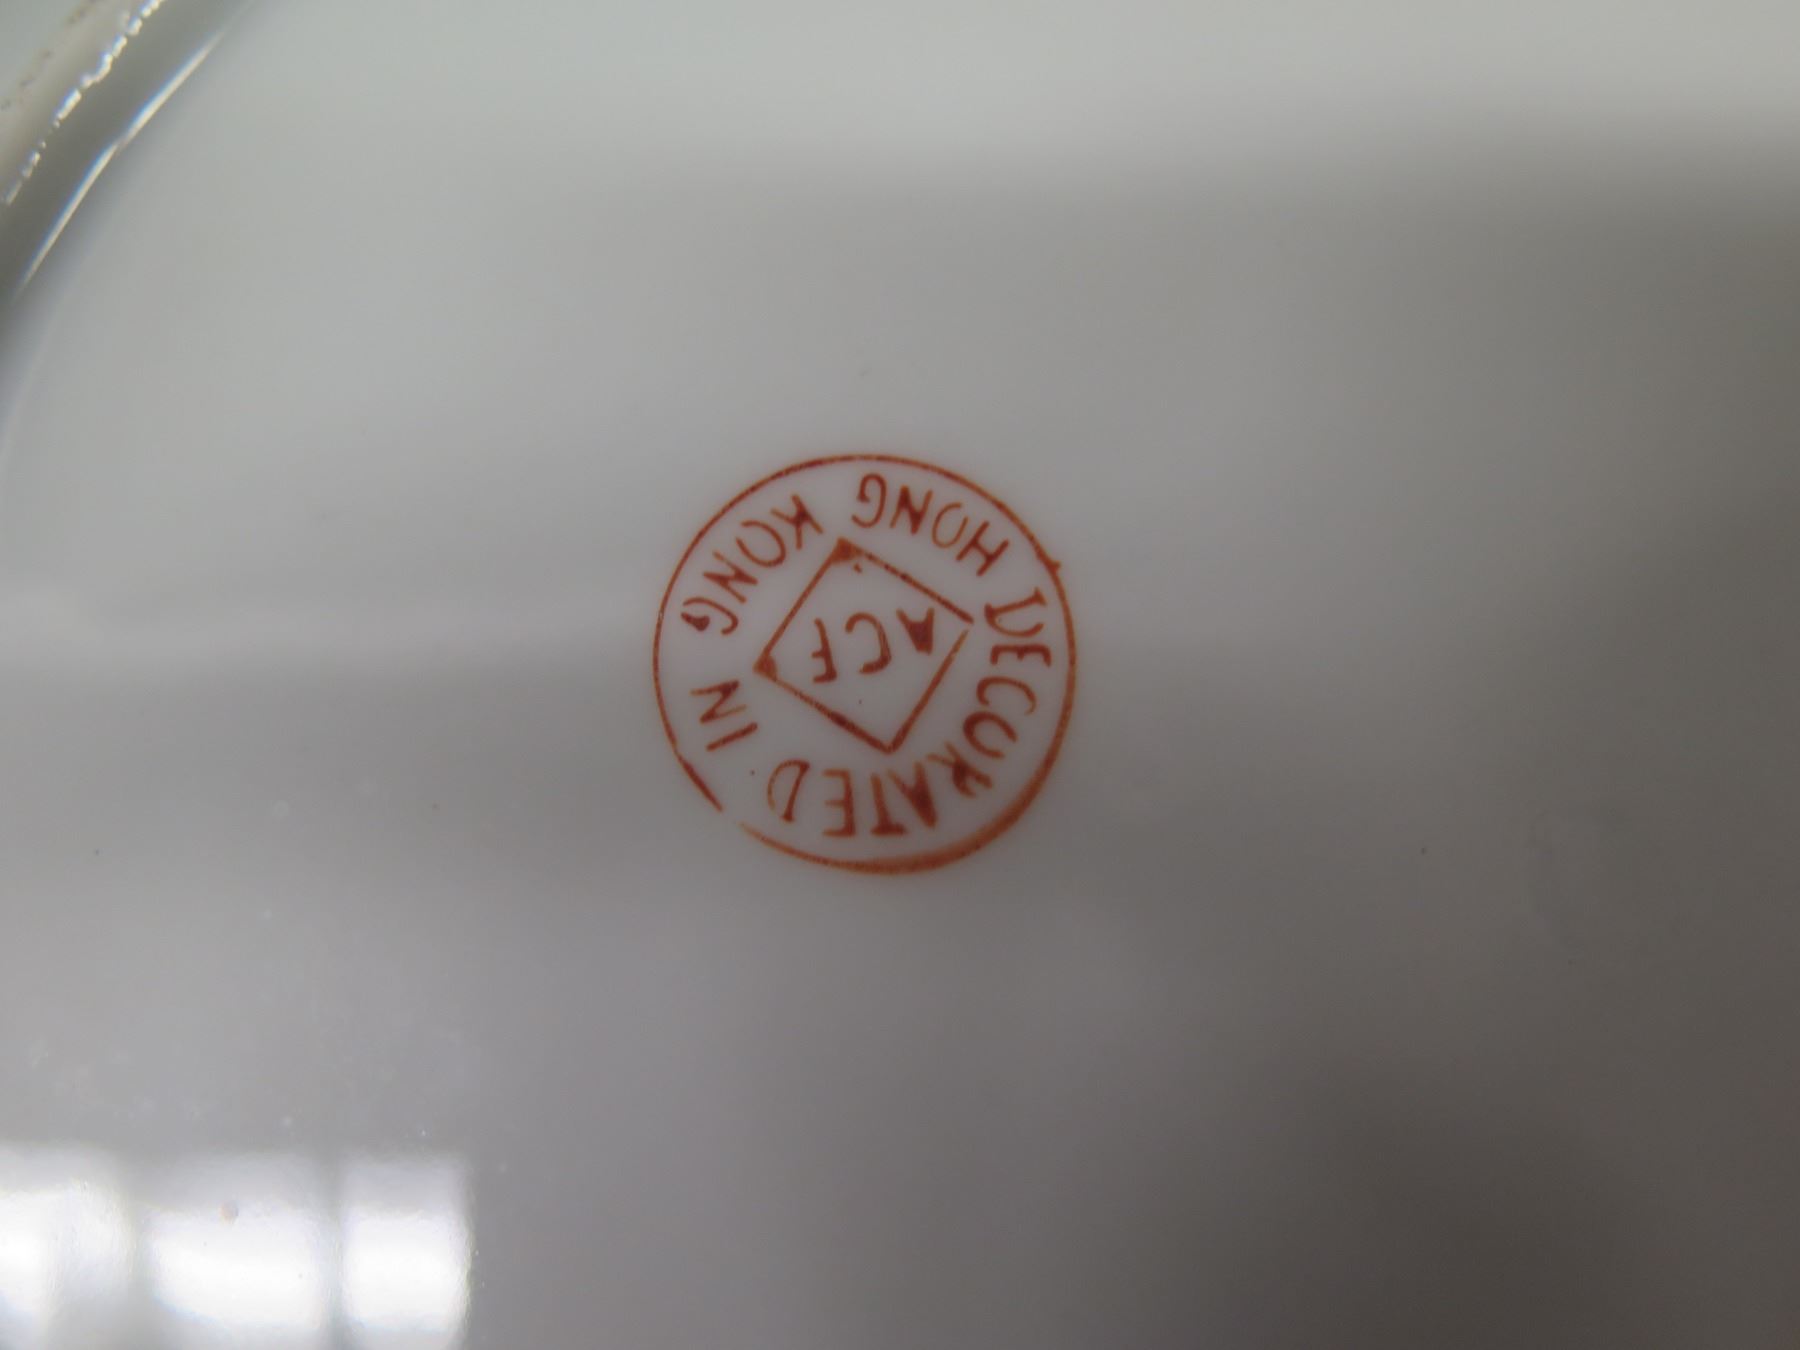 DECORATED IN
HONG KONG
ACF